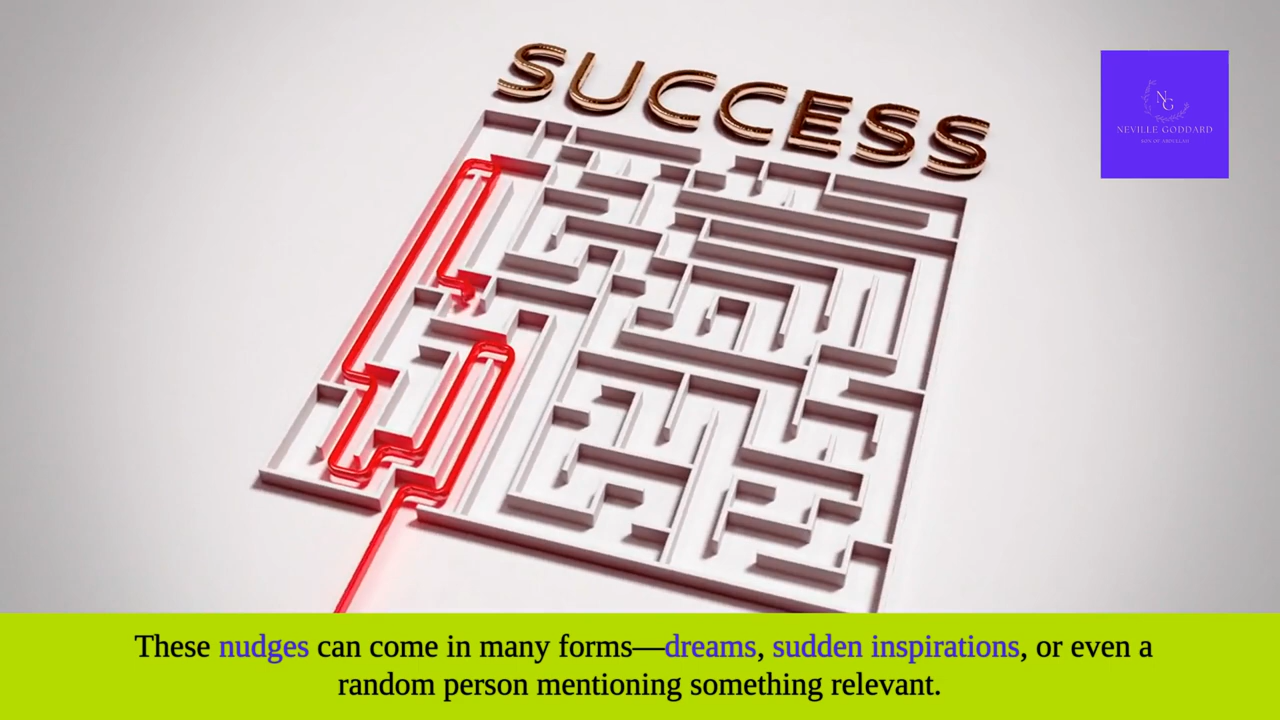 SUCCESS
NG
NEVILLE GODDARD
These nudges can come in many forms—dreams, sudden inspirations, or even a
random person mentioning something relevant.